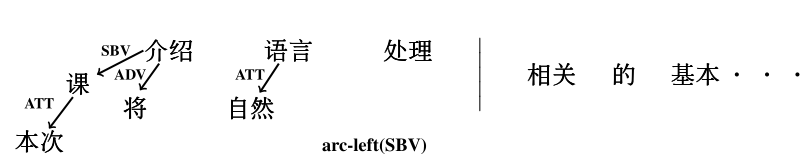 SBV 介绍 语言 处理
课 ADV ATT 相关 的 基本 · · ·
ATT 将 自然
本次 arc-left(SBV)